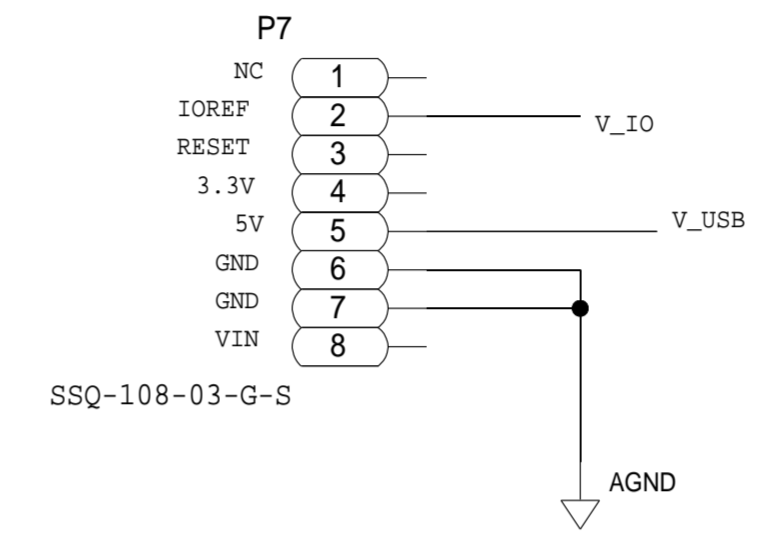 P7
NC 1
IOREF 2 V_IO
RESET 3
3.3V 4
5V 5 V_USB
GND 6
GND 7
VIN 8
SSQ-108-03-G-S
AGND